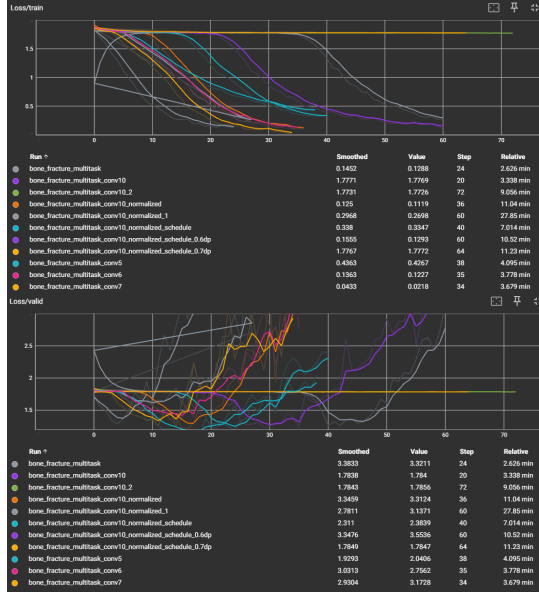 Loss/train
1.5
1
0.5
0 10 20 30 40 50 60 70
Run ↑ Smoothed Value Step Relative
bone_fracture_multitask 0.1452 0.1288 24 2.626 min
bone_fracture_multitask_conv10 1.7771 1.7769 20 3.338 min
bone_fracture_multitask_conv10_2 1.7731 1.7726 72 9.056 min
bone_fracture_multitask_conv10_normalized 0.125 0.1119 36 11.04 min
bone_fracture_multitask_conv10_normalized_1 0.2968 0.2698 60 27.85 min
bone_fracture_multitask_conv10_normalized_schedule 0.338 0.3347 40 7.014 min
bone_fracture_multitask_conv10_normalized_schedule_0.6dp 0.1555 0.1293 60 10.52 min
bone_fracture_multitask_conv10_normalized_schedule_0.7dp 1.7767 1.7772 64 11.23 min
bone_fracture_multitask_conv5 0.4363 0.4267 38 4.095 min
bone_fracture_multitask_conv6 0.1363 0.1227 35 3.778 min
bone_fracture_multitask_conv7 0.0433 0.0218 34 3.679 min
Loss/valid
2.5
2
1.5
0 10 20 30 40 50 60 70
Run ↑ Smoothed Value Step Relative
bone_fracture_multitask 3.3833 3.3211 24 2.626 min
bone_fracture_multitask_conv10 1.7838 1.784 20 3.338 min
bone_fracture_multitask_conv10_2 1.7843 1.7856 72 9.056 min
bone_fracture_multitask_conv10_normalized 3.3459 3.3124 36 11.04 min
bone_fracture_multitask_conv10_normalized_1 2.7811 3.1371 60 27.85 min
bone_fracture_multitask_conv10_normalized_schedule 2.311 2.3839 40 7.014 min
bone_fracture_multitask_conv10_normalized_schedule_0.6dp 3.3476 3.5536 60 10.52 min
bone_fracture_multitask_conv10_normalized_schedule_0.7dp 1.7849 1.7847 64 11.23 min
bone_fracture_multitask_conv5 1.9293 2.0406 38 4.095 min
bone_fracture_multitask_conv6 3.0313 2.7562 35 3.778 min
bone_fracture_multitask_conv7 2.9304 3.1728 34 3.679 min